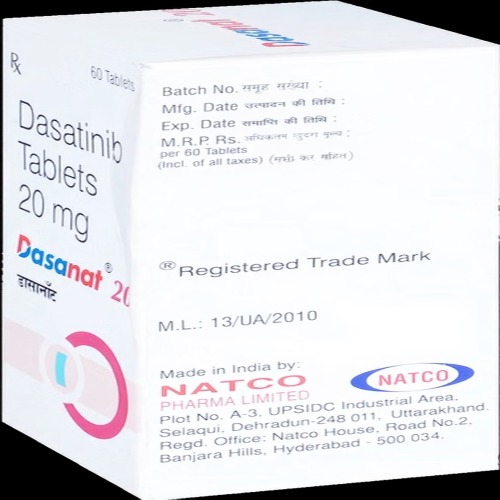 Dasanat
℞
60 Tablets
Dasatinib
Tablets
20 mg
Dasanat® 20
डासानॉट
Batch No. समूह संख्या :
Mfg. Date उत्पादन की तिथि :
Exp. Date समाप्ति की तिथि :
M.R.P. Rs. अधिकतम खुदरा मूल्य :
per 60 Tablets
(Incl. of all taxes) (सभी कर सहित)
®Registered Trade Mark
M.L.: 13/UA/2010
Made in India by:
NATCO
PHARMA LIMITED
NATCO
Plot No. A-3, UPSIDC Industrial Area,
Selaqui, Dehradun-248 011, Uttarakhand.
Regd. Office: Natco House, Road No.2,
Banjara Hills, Hyderabad - 500 034.